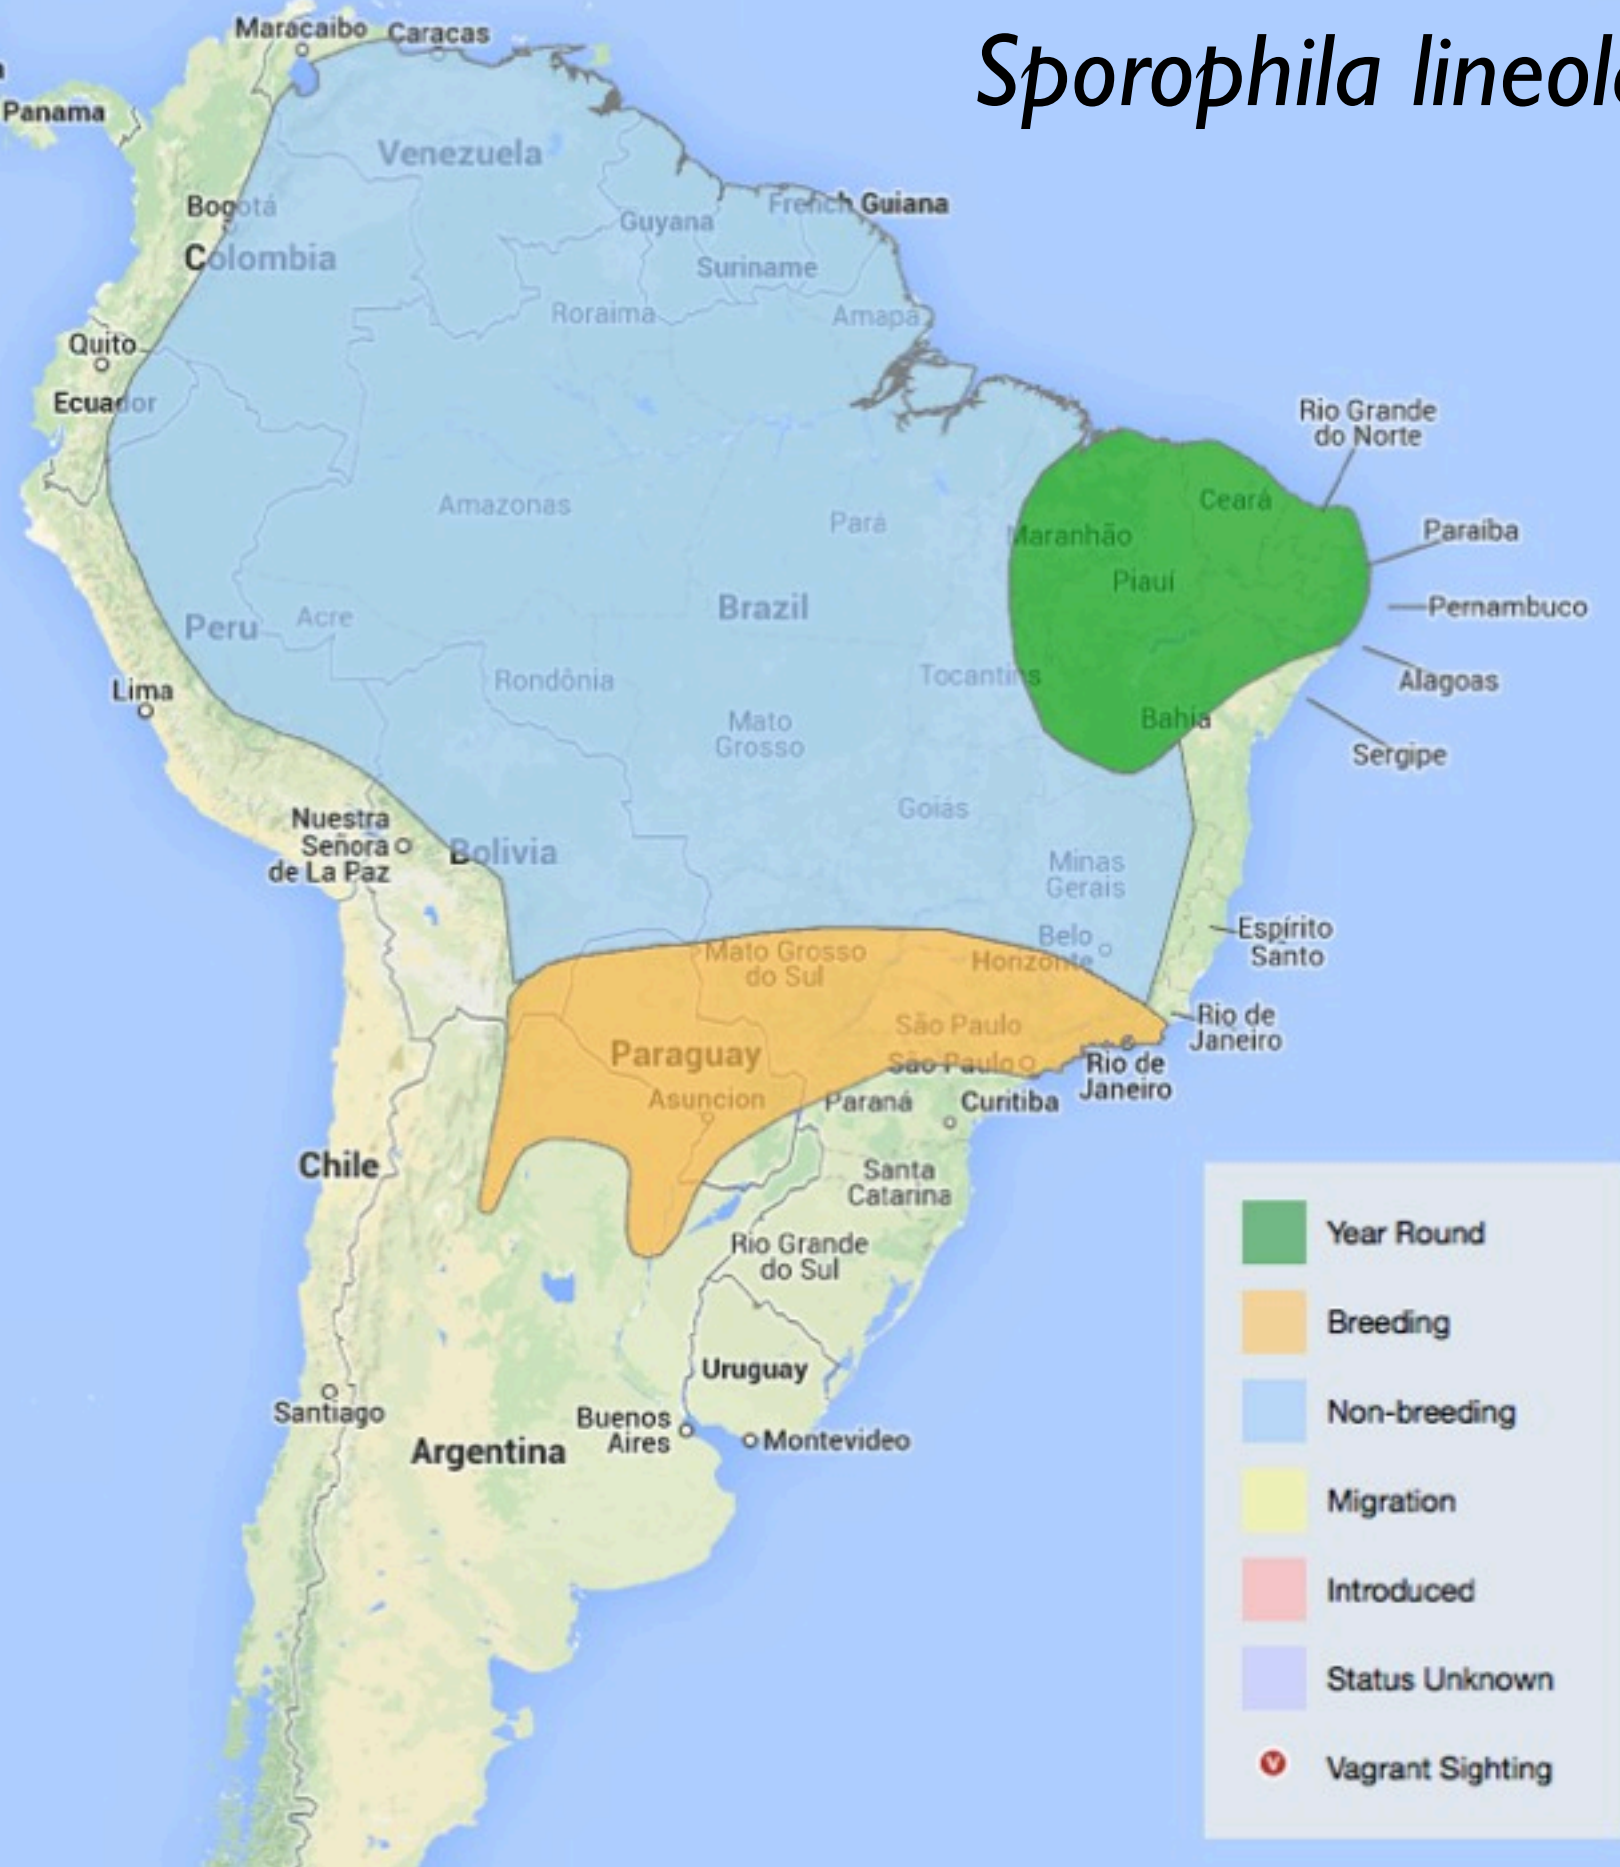 Sporophila lineol
Maracaibo
Caracas
Panama
Venezuela
Bogotá
Colombia
Guyana
French Guiana
Suriname
Roraima
Amapá
Quito
Ecuador
Rio Grande
do Norte
Amazonas
Pará
Ceará
Maranhão
Paraiba
Piauí
Pernambuco
Peru
Acre
Brazil
Rondônia
Tocantins
Alagoas
Lima
Mato
Grosso
Bahia
Sergipe
Nuestra
Señora
de La Paz
Bolivia
Goiás
Minas
Gerais
Belo
Horizonte
Espírito
Santo
Mato Grosso
do Sul
São Paulo
Rio de
Janeiro
Paraguay
São Paulo
Rio de
Janeiro
Asuncion
Paraná
Curitiba
Chile
Santa
Catarina
Rio Grande
do Sul
Uruguay
Santiago
Buenos
Aires
Montevideo
Argentina
Year Round
Breeding
Non-breeding
Migration
Introduced
Status Unknown
V
Vagrant Sighting